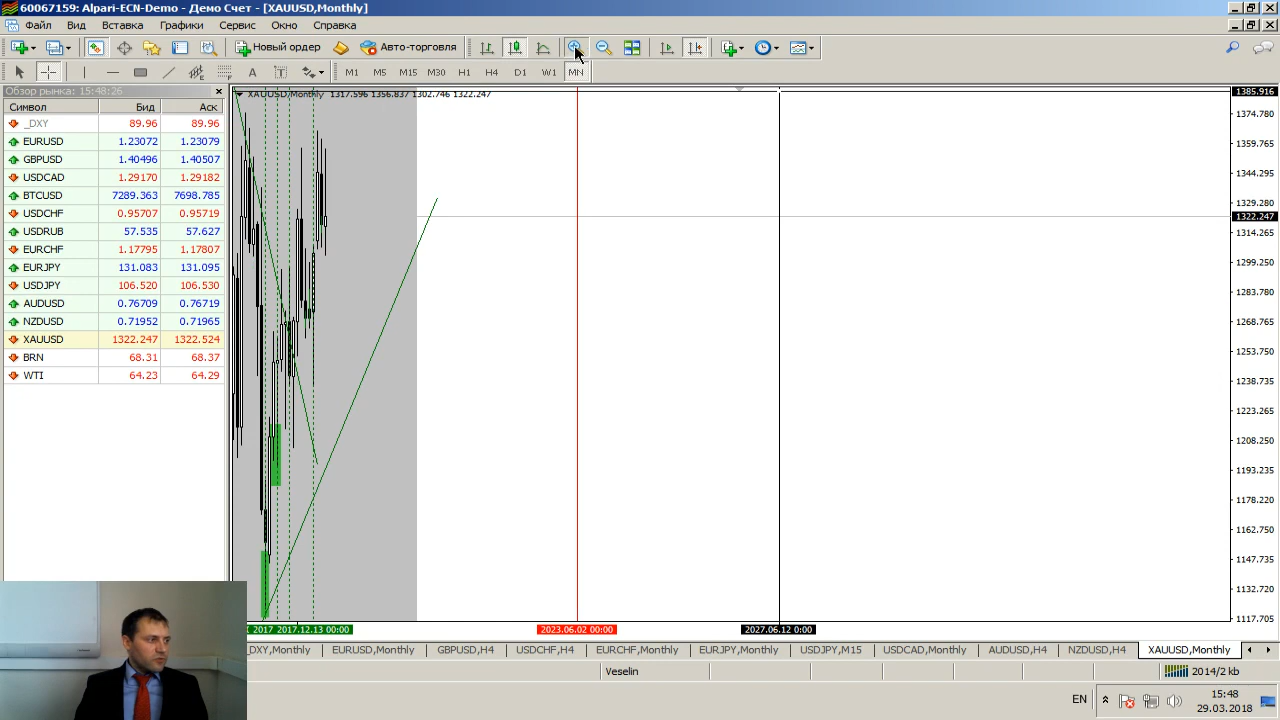 60067159: Alpari-ECN-Demo - Демо Счет - [XAUUSD,Monthly]
Файл Вид Вставка Графики Сервис Окно Справка
Новый ордер Авто-торговля
A T M1 M5 M15 M30 H1 H4 D1 W1 MN
Обзор рынка: 15:48:26
Символ Бид Аск
_DXY 89.96 89.96
EURUSD 1.23072 1.23079
GBPUSD 1.40496 1.40507
USDCAD 1.29170 1.29182
BTCUSD 7289.363 7698.785
USDCHF 0.95707 0.95719
USDRUB 57.535 57.627
EURCHF 1.17795 1.17807
EURJPY 131.083 131.095
USDJPY 106.520 106.530
AUDUSD 0.76709 0.76719
NZDUSD 0.71952 0.71965
XAUUSD 1322.247 1322.524
BRN 68.31 68.37
WTI 64.23 64.29
XAUUSD,Monthly 1317.596 1356.837 1302.746 1322.247
1385.916
1374.780
1359.765
1344.295
1329.280
1322.247
1314.265
1299.250
1283.780
1268.765
1253.750
1238.735
1223.265
1208.250
1193.235
1178.220
1162.750
1147.735
1132.720
1117.705
2017 2017.12.13 00:00 2023.06.02 00:00 2027.06.12 0:00
_DXY,Monthly EURUSD,Monthly GBPUSD,H4 USDCHF,H4 EURCHF,Monthly EURJPY,Monthly USDJPY,M15 USDCAD,Monthly AUDUSD,H4 NZDUSD,H4 XAUUSD,Monthly
Veselin 2014/2 kb
EN 15:48
29.03.2018